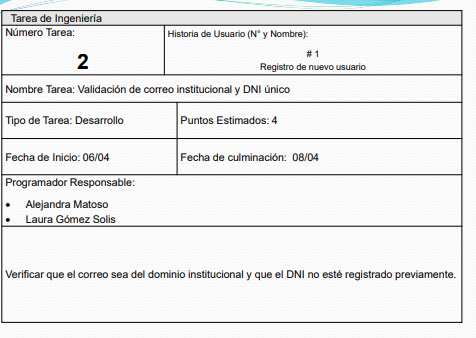 Tarea de Ingeniería
Número Tarea:
2
Historia de Usuario (N° y Nombre):
# 1
Registro de nuevo usuario
Nombre Tarea: Validación de correo institucional y DNI único
Tipo de Tarea: Desarrollo
Puntos Estimados: 4
Fecha de Inicio: 06/04
Fecha de culminación: 08/04
Programador Responsable:
• Alejandra Matoso
• Laura Gómez Solis
Verificar que el correo sea del dominio institucional y que el DNI no esté registrado previamente.